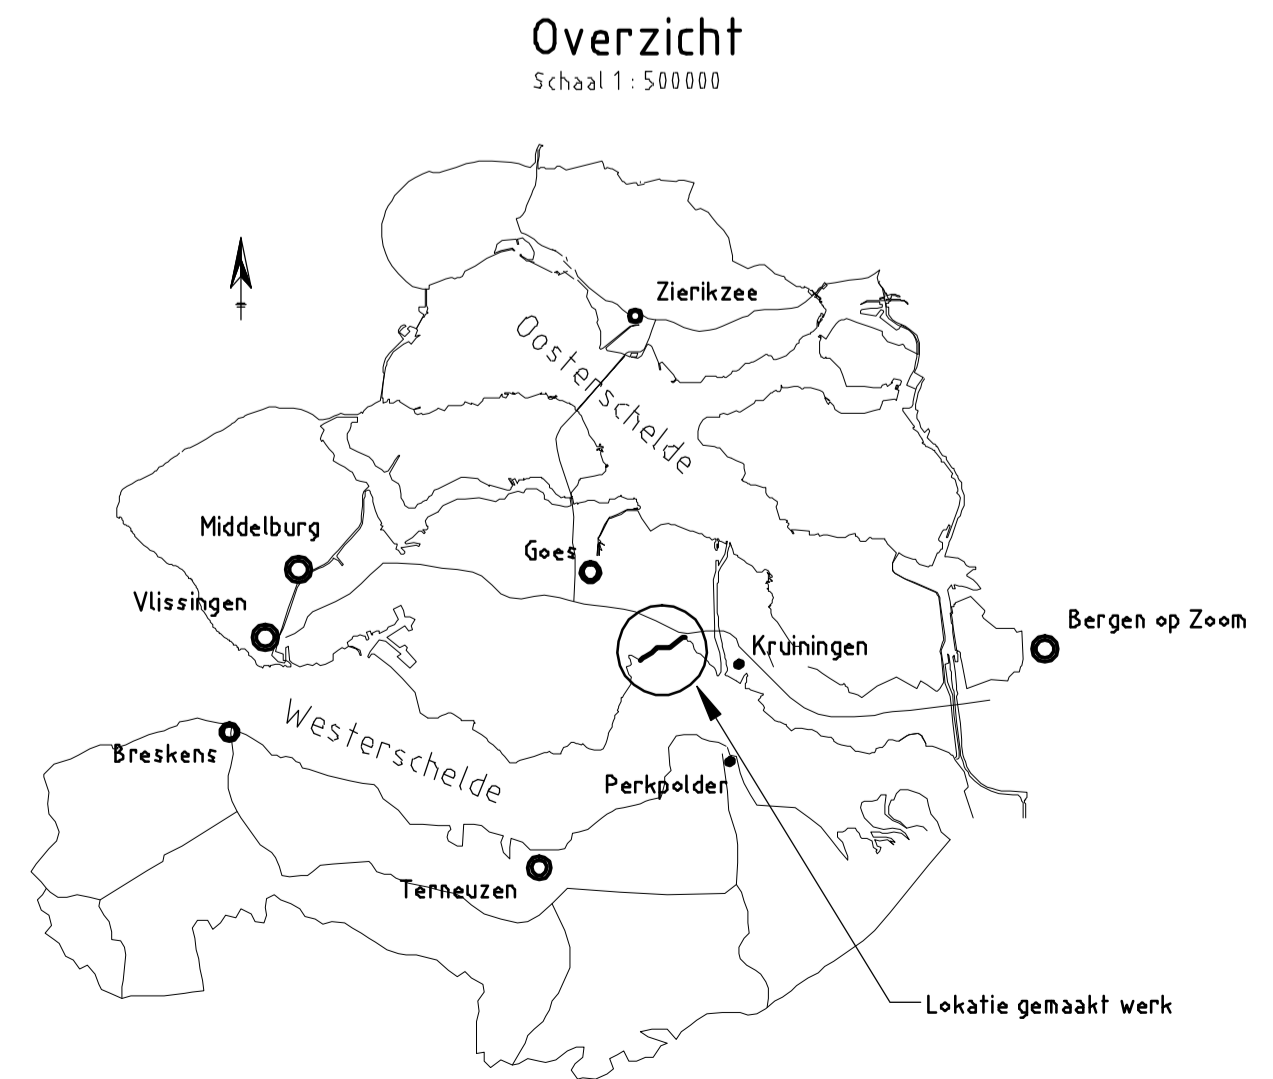 Overzicht
Schaal 1 : 500000
Zierikzee
Oosterschelde
Middelburg
Goes
Vlissingen
Bergen op Zoom
Kruiningen
Westerschelde
Breskens
Perkpolder
Terneuzen
Lokatie gemaakt werk